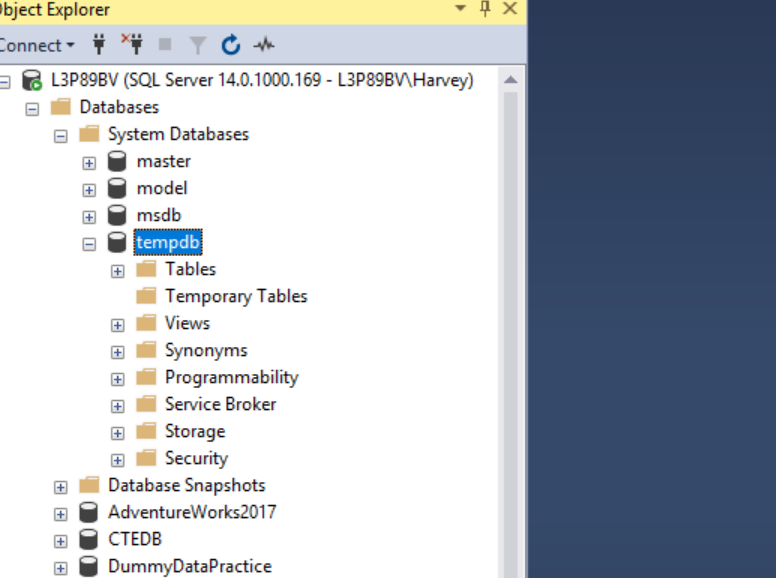 Object Explorer
Connect
L3P89BV (SQL Server 14.0.1000.169 - L3P89BV\Harvey)
Databases
System Databases
master
model
msdb
tempdb
Tables
Temporary Tables
Views
Synonyms
Programmability
Service Broker
Storage
Security
Database Snapshots
AdventureWorks2017
CTEDB
DummyDataPractice